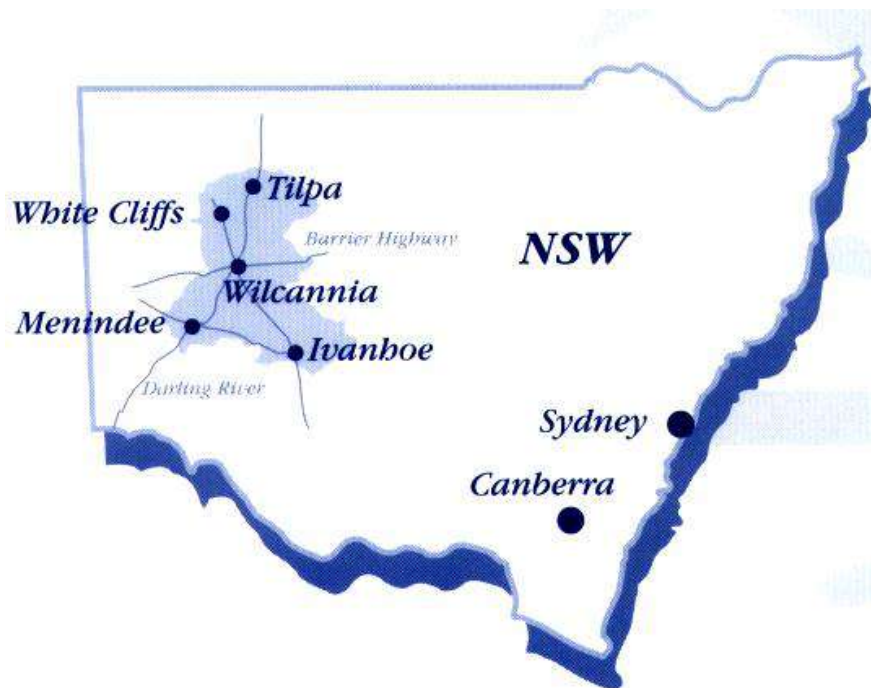 Tilpa
White Cliffs
Barrier Highway
NSW
Wilcannia
Menindee
Ivanhoe
Darling River
Sydney
Canberra